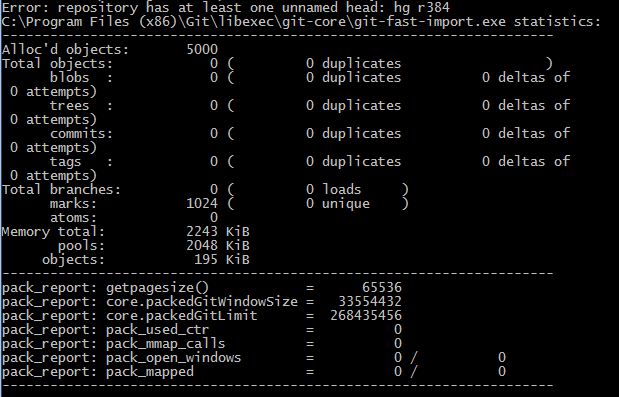 Error: repository has at least one unnamed head: hg r384
C:\Program Files (x86)\Git\libexec\git-core\git-fast-import.exe statistics:
---------------------------------------------------------------------
Alloc'd objects:       5000
Total objects:            0 (         0 duplicates                  )
      blobs  :            0 (         0 duplicates          0 deltas of
 0 attempts)
      trees  :            0 (         0 duplicates          0 deltas of
 0 attempts)
      commits:            0 (         0 duplicates          0 deltas of
 0 attempts)
      tags   :            0 (         0 duplicates          0 deltas of
 0 attempts)
Total branches:           0 (         0 loads     )
      marks:           1024 (         0 unique    )
      atoms:              0
Memory total:          2243 KiB
       pools:          2048 KiB
     objects:           195 KiB
---------------------------------------------------------------------
pack_report: getpagesize()            =      65536
pack_report: core.packedGitWindowSize =   33554432
pack_report: core.packedGitLimit      =  268435456
pack_report: pack_used_ctr            =          0
pack_report: pack_mmap_calls          =          0
pack_report: pack_open_windows        =          0 /          0
pack_report: pack_mapped              =          0 /          0
---------------------------------------------------------------------